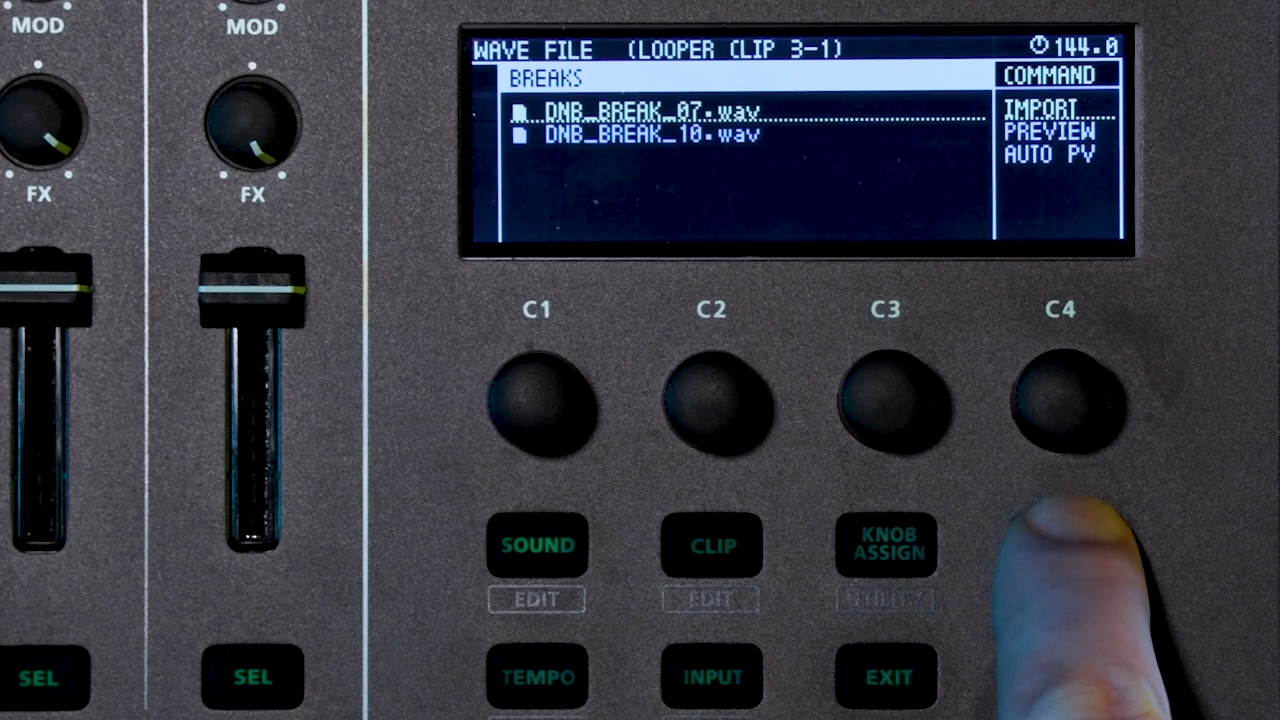 MOD
MOD
FX
FX
SEL
SEL
WAVE FILE (LOOPER CLIP 3-1) 144.0
BREAKS
DNB_BREAK_07.wav
DNB_BREAK_10.wav
COMMAND
IMPORT
PREVIEW
AUTO PV
C1 C2 C3 C4
SOUND CLIP KNOB
ASSIGN
EDIT EDIT UTILITY
TEMPO INPUT EXIT